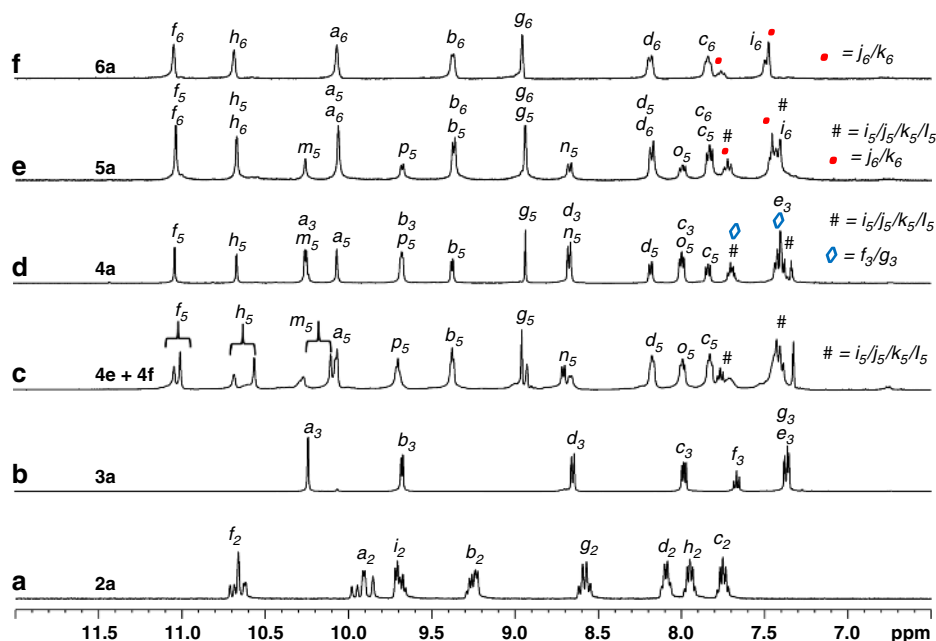 f6 h6 a6 b6 g6 d6 c6 i6
f 6a = j6/k6
f5 h5 a5 g6 d5
f6 h6 m5 a6 p5 b6 b5 g5 n5 d6 o5 c6 c5 # # i6 # = i5/j5/k5/l5
e 5a = j6/k6
a3 b3 d3 c3 e3
f5 h5 m5 a5 p5 b5 g5 n5 d5 o5 c5 # # # = i5/j5/k5/l5
d 4a = f3/g3
f5 h5 m5 a5 p5 b5 g5 n5 d5 o5 c5 # # # = i5/j5/k5/l5
c 4e + 4f
a3 b3 d3 c3 f3 g3
e3
b 3a
f2 a2 i2 b2 g2 d2 h2 c2
a 2a
11.5 11.0 10.5 10.0 9.5 9.0 8.5 8.0 7.5 7.0 ppm